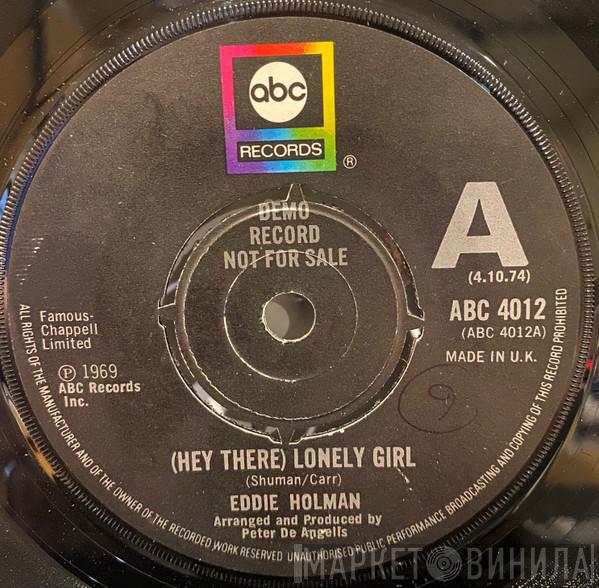 abc
RECORDS
®
DEMO
RECORD
NOT FOR SALE
A
(4.10.74)
ABC 4012
(ABC 4012A)
MADE IN U.K.
Famous-
Chappell
Limited
Ⓟ 1969
ABC Records
Inc.
9
(HEY THERE) LONELY GIRL
(Shuman/Carr)
EDDIE HOLMAN
Arranged and Produced by
Peter De Angelis
ALL RIGHTS OF THE MANUFACTURER AND OF THE OWNER OF THE RECORDED WORK RESERVED UNAUTHORISED PUBLIC PERFORMANCE BROADCASTING AND COPYING OF THIS RECORD PROHIBITED
МАРКЕТ ВИНИЛА